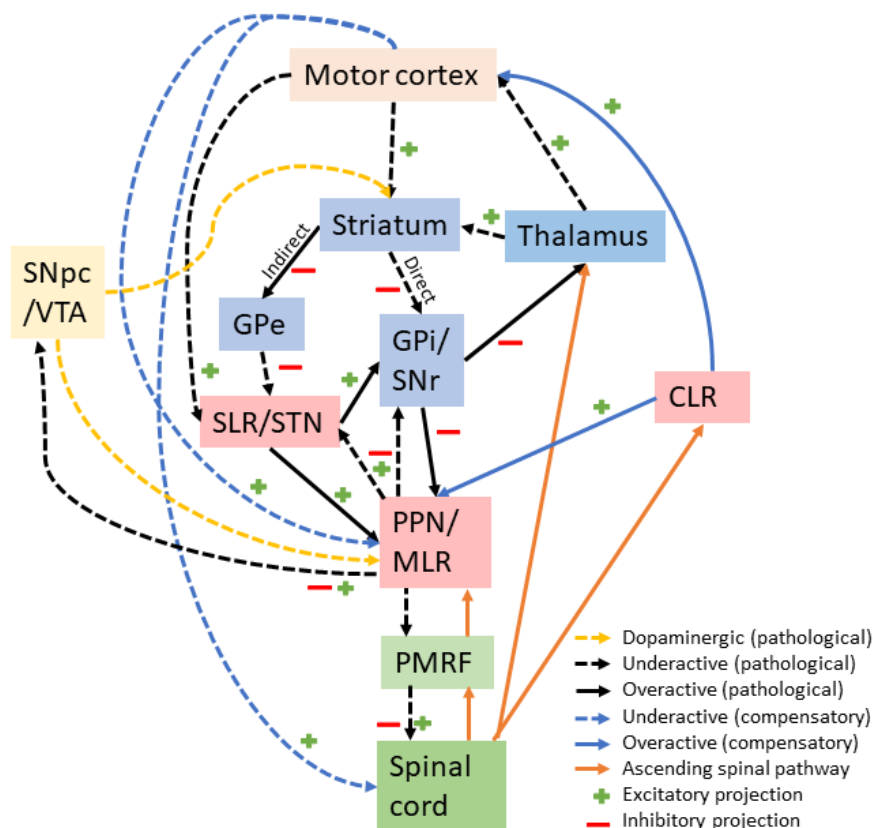 Motor cortex
Striatum
Thalamus
SNpc
/VTA
Indirect
Direct
GPe
GPi/
SNr
SLR/STN
CLR
PPN/
MLR
PMRF
Spinal
cord
Dopaminergic (pathological)
Underactive (pathological)
Overactive (pathological)
Underactive (compensatory)
Overactive (compensatory)
Ascending spinal pathway
Excitatory projection
Inhibitory projection